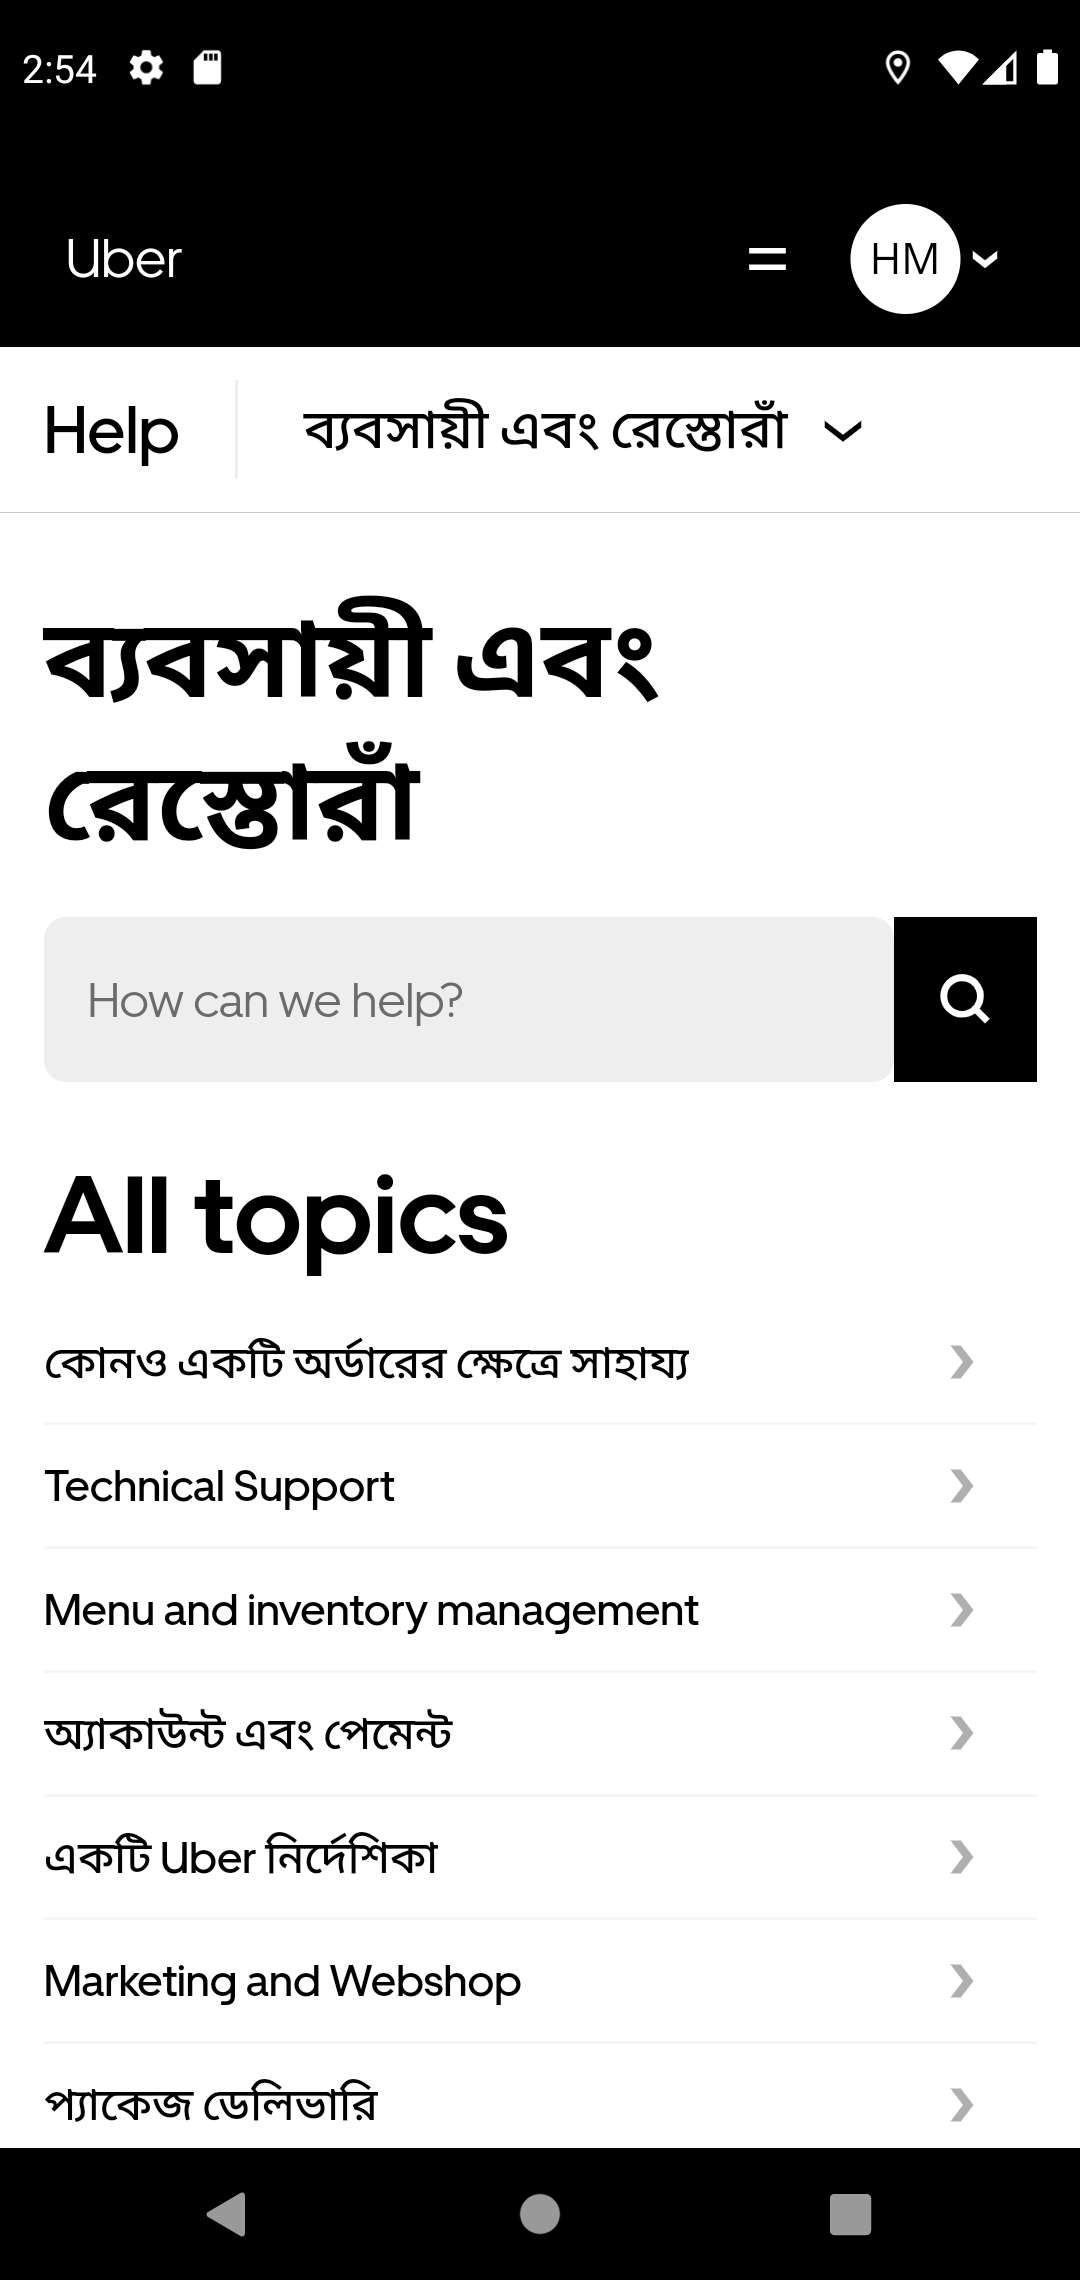 2:54
Uber
HM
Help
ব্যবসায়ী এবং রেস্তোরাঁ
ব্যবসায়ী এবং
রেস্তোরাঁ
How can we help?
All topics
কোনও একটি অর্ডারের ক্ষেত্রে সাহায্য
Technical Support
Menu and inventory management
অ্যাকাউন্ট এবং পেমেন্ট
একটি Uber নির্দেশিকা
Marketing and Webshop
প্যাকেজ ডেলিভারি